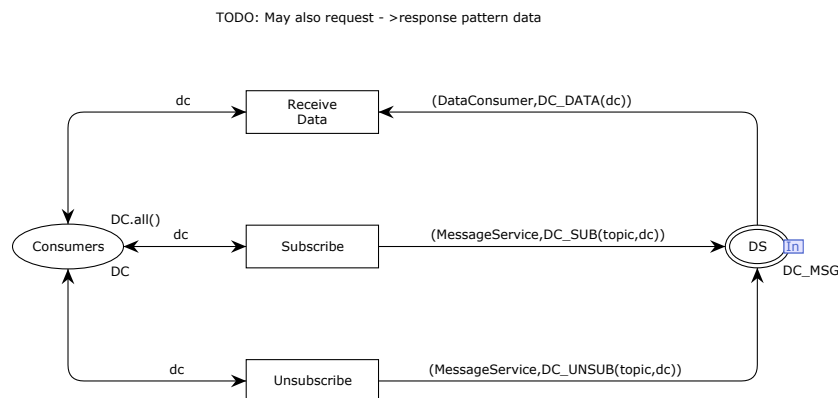 TODO: May also request - >response pattern data
dc
Receive
Data
(DataConsumer,DC_DATA(dc))
DC.all()
Consumers
dc
Subscribe
(MessageService,DC_SUB(topic,dc))
DS
In
DC
DC_MSG
dc
Unsubscribe
(MessageService,DC_UNSUB(topic,dc))